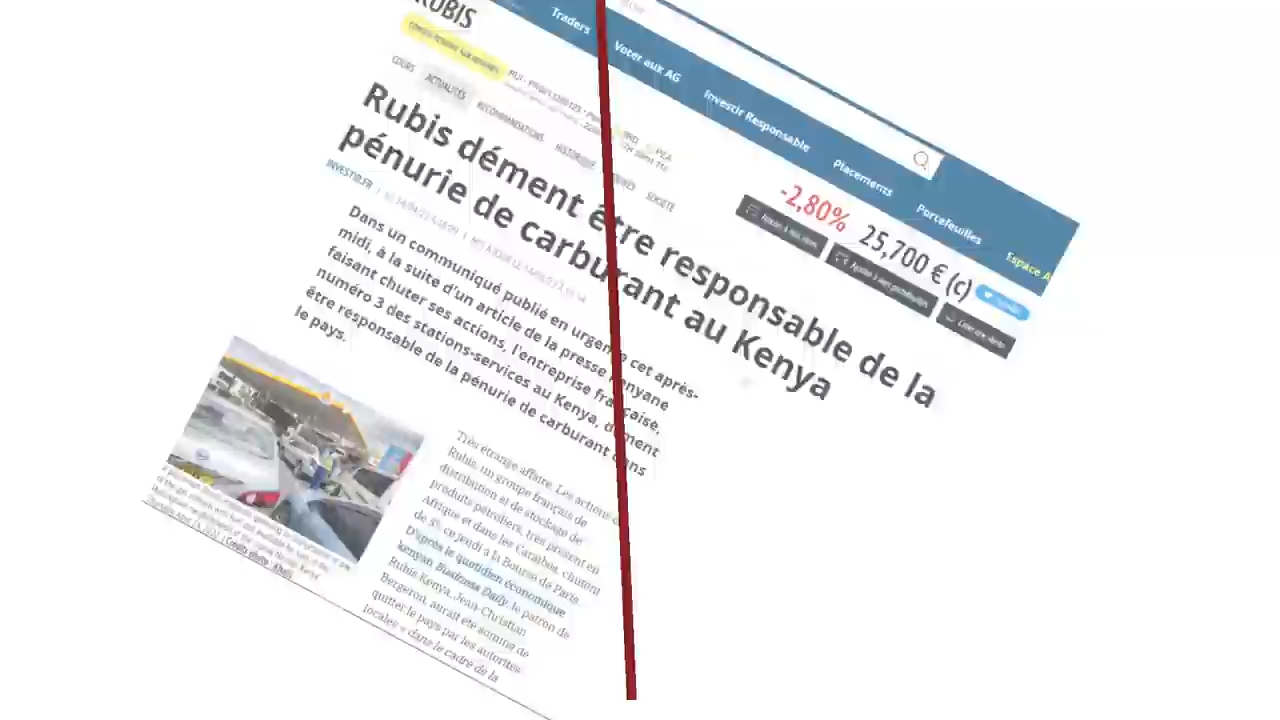 RUBIS
Traders
Voter aux AG
Investir Responsable
Placements
Portefeuilles
Espace A
COURS
ACTUALITÉS
RECOMMANDATIONS
HISTORIQUE
SOCIÉTÉ
-2,80%
25,700 € (c)
Rubis dément être responsable de la
pénurie de carburant au Kenya
INVESTIR.FR
Dans un communiqué publié en urgence cet après-
midi, à la suite d'un article de la presse kenyane
faisant chuter ses actions, l'entreprise française,
numéro 3 des stations-services au Kenya, dément
être responsable de la pénurie de carburant dans
le pays.
Très étrange affaire. Les actions de
Rubis, un groupe français de
distribution et de stockage de
produits pétroliers, très présent en
Afrique et dans les Caraïbes, chutent
de 3% ce jeudi à la Bourse de Paris.
D'après le quotidien économique
kenyan Business Daily, le patron de
Rubis Kenya, Jean-Christian
Bergeron, aurait été sommé de
quitter le pays par les autorités
locales « dans le cadre de la